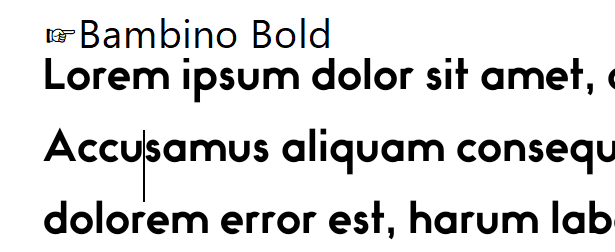 ☞Bambino Bold
Lorem ipsum dolor sit amet,
Accusamus aliquam consequ
dolorem error est, harum lab